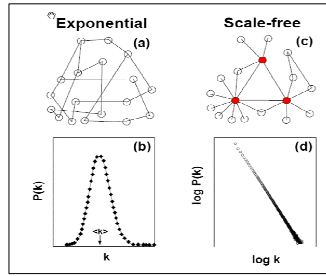 Exponential
Scale-free
(a)
(c)
(b)
(d)
P(k)
<k>
k
log P(k)
log k